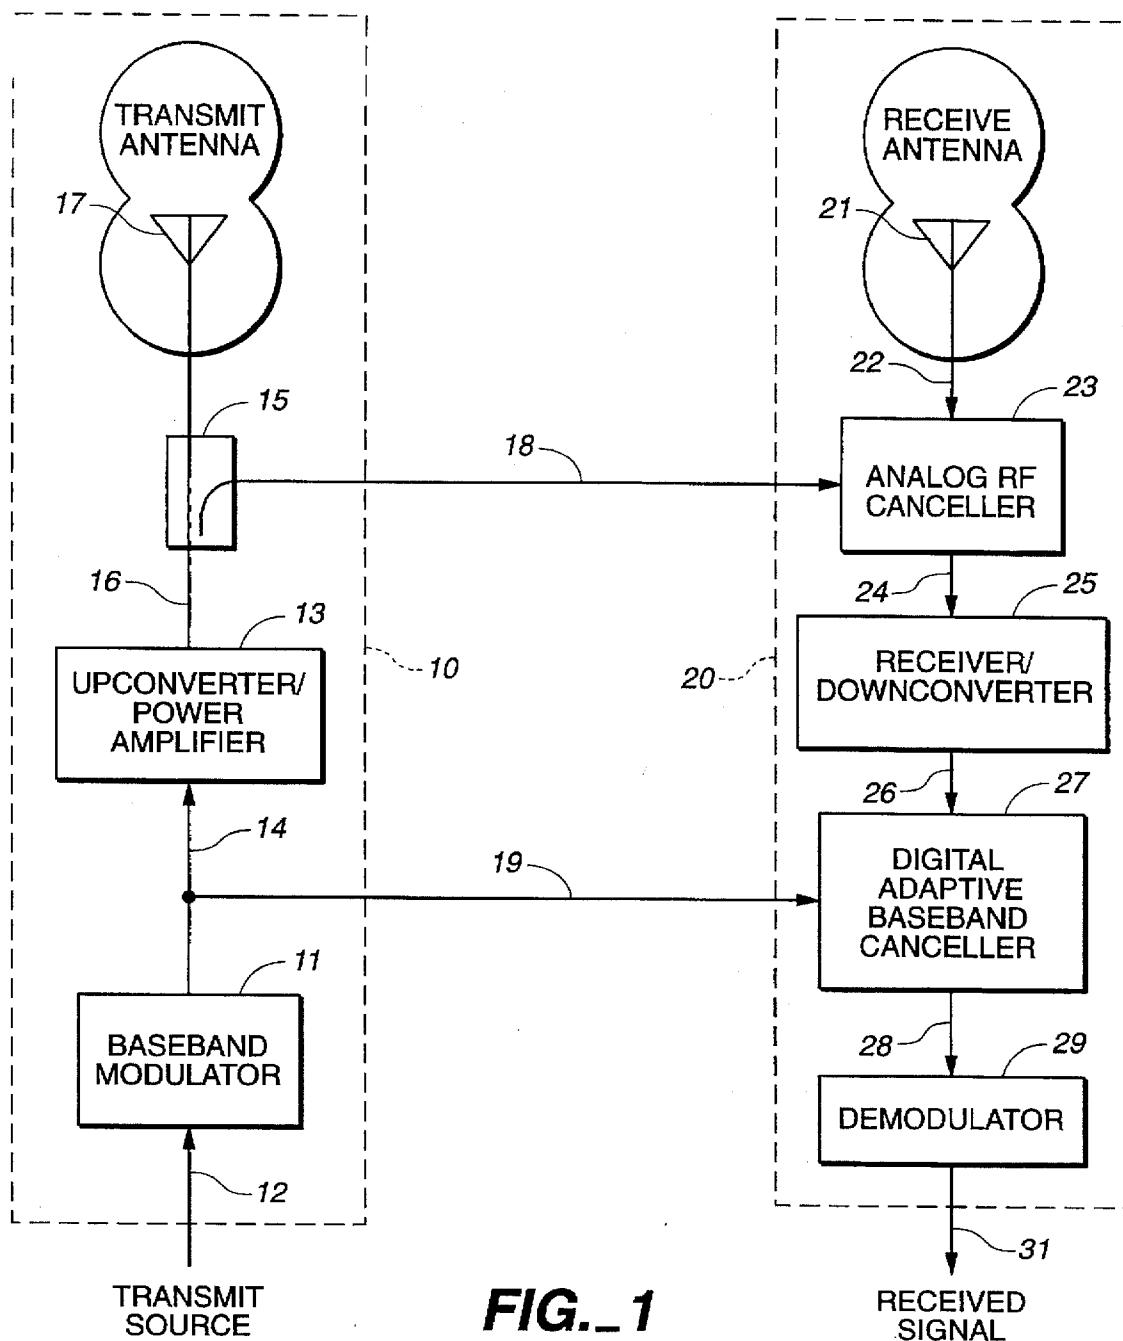 TRANSMIT
ANTENNA
17
15
16
13
UPCONVERTER/
POWER
AMPLIFIER
10
14
11
BASEBAND
MODULATOR
12
TRANSMIT
SOURCE
18
19
RECEIVE
ANTENNA
21
22
23
ANALOG RF
CANCELLER
24
25
RECEIVER/
DOWNCONVERTER
20
26
27
DIGITAL
ADAPTIVE
BASEBAND
CANCELLER
28
29
DEMODULATOR
31
RECEIVED
SIGNAL
FIG._1